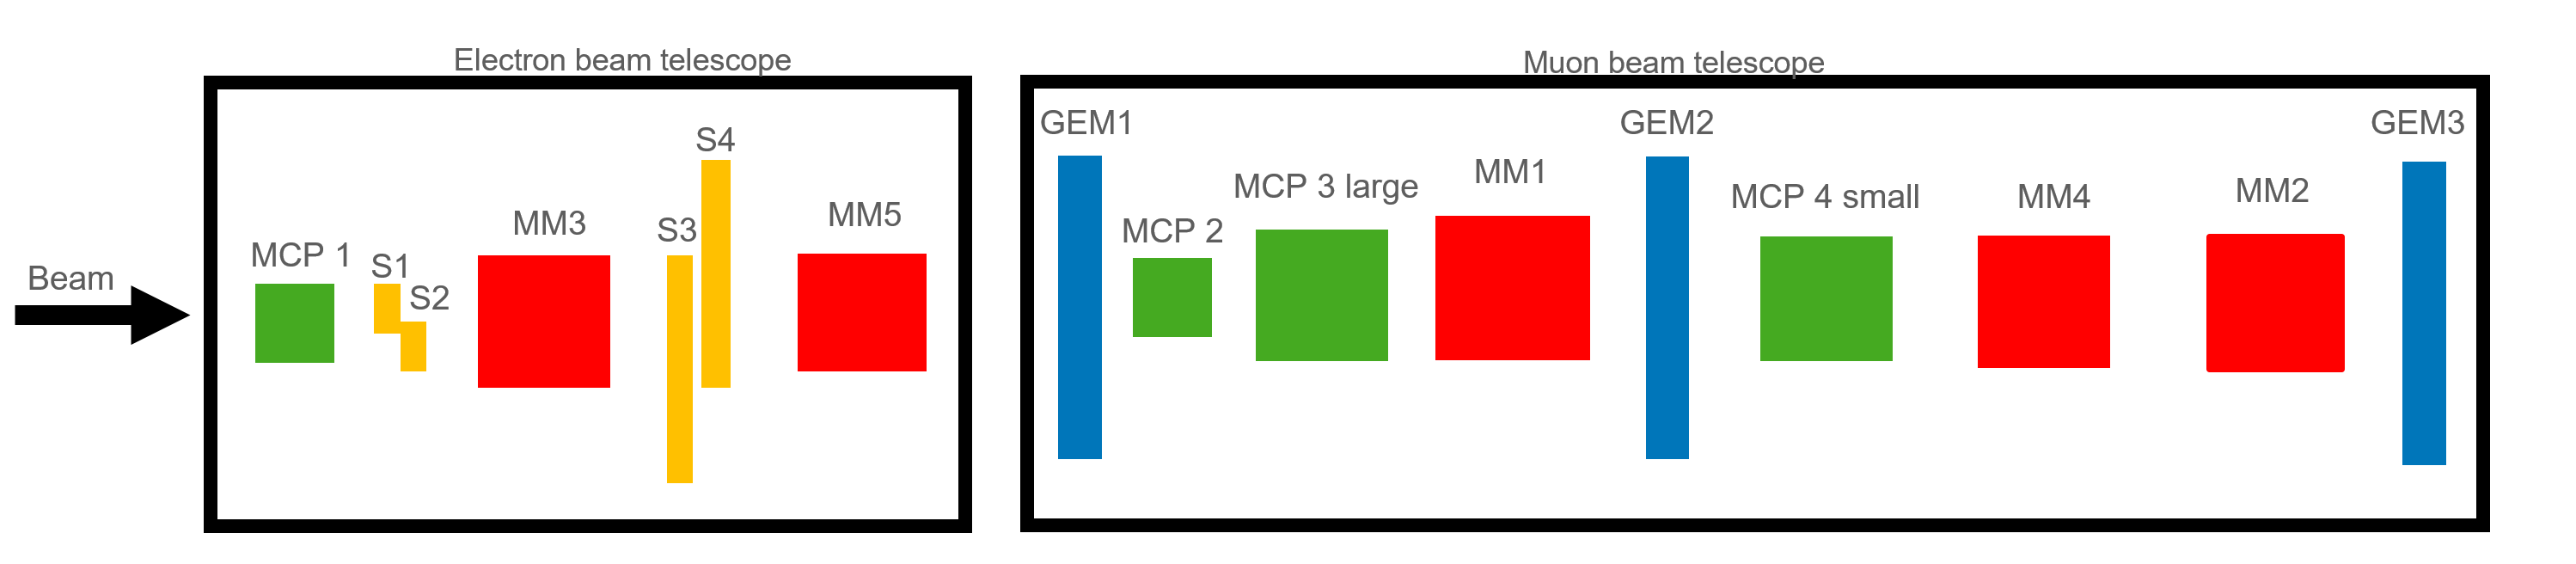 Electron beam telescope
Muon beam telescope
Beam
MCP 1
S1
S2
MM3
S3
S4
MM5
GEM1
MCP 2
MCP 3 large
MM1
GEM2
MCP 4 small
MM4
MM2
GEM3